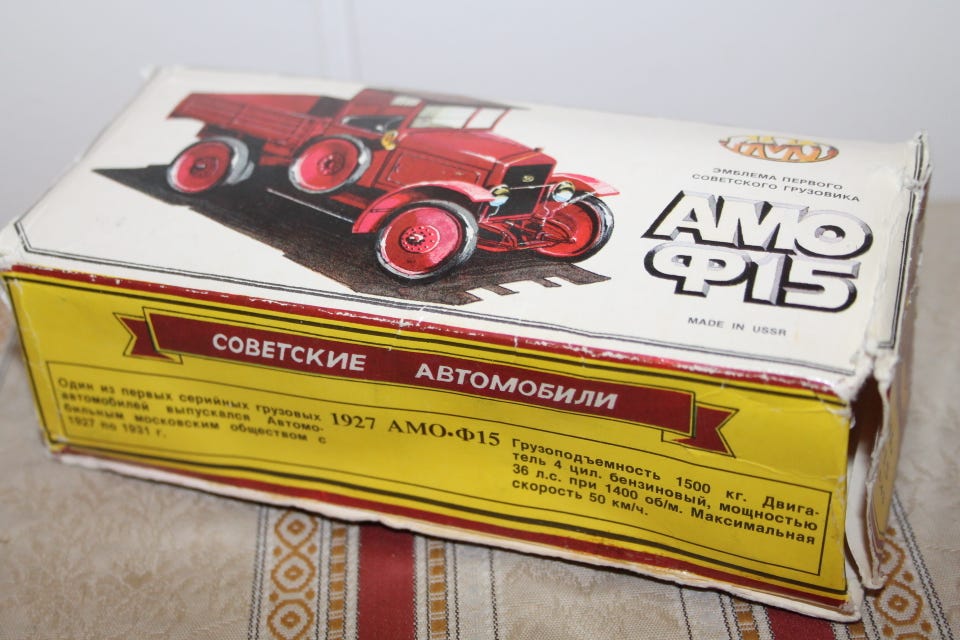 ЭМБЛЕМА ПЕРВОГО
СОВЕТСКОГО ГРУЗОВИКА
АМО
Ф15
MADE IN USSR
СОВЕТСКИЕ АВТОМОБИЛИ
Один из первых серийных грузовых
автомобилей выпускался Автомо-
бильным московским обществом с
1927 по 1931 г.
1927 АМО•Ф15
Грузоподъемность 1500 кг. Двига-
тель 4 цил. бензиновый, мощностью
36 л.с. при 1400 об/м. Максимальная
скорость 50 км/ч.